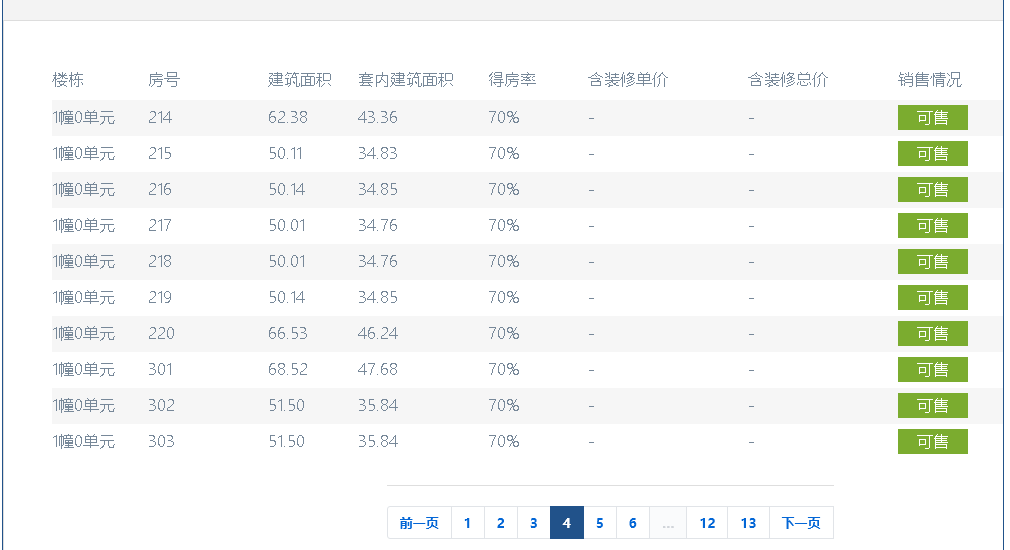 楼栋 房号 建筑面积 套内建筑面积 得房率 含装修单价 含装修总价 销售情况
1幢0单元 214 62.38 43.36 70% - - 可售
1幢0单元 215 50.11 34.83 70% - - 可售
1幢0单元 216 50.14 34.85 70% - - 可售
1幢0单元 217 50.01 34.76 70% - - 可售
1幢0单元 218 50.01 34.76 70% - - 可售
1幢0单元 219 50.14 34.85 70% - - 可售
1幢0单元 220 66.53 46.24 70% - - 可售
1幢0单元 301 68.52 47.68 70% - - 可售
1幢0单元 302 51.50 35.84 70% - - 可售
1幢0单元 303 51.50 35.84 70% - - 可售
前一页 1 2 3 4 5 6 ... 12 13 下一页